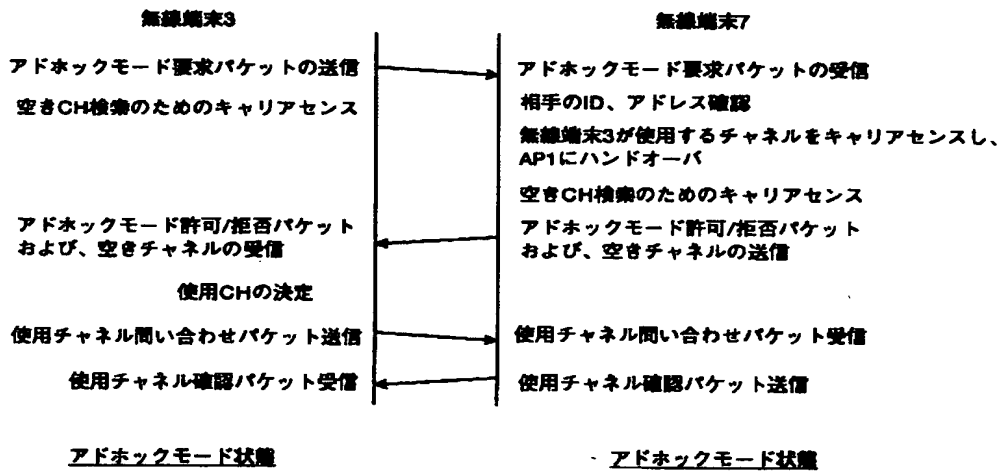 無線端末3
無線端末7
アドホックモード要求パケットの送信
アドホックモード要求パケットの受信
空きCH検索のためのキャリアセンス
相手のID、アドレス確認
無線端末3が使用するチャネルをキャリアセンスし、
AP1にハンドオーバ
空きCH検索のためのキャリアセンス
アドホックモード許可/拒否パケット
および、空きチャネルの受信
アドホックモード許可/拒否パケット
および、空きチャネルの送信
使用CHの決定
使用チャネル問い合わせパケット送信
使用チャネル問い合わせパケット受信
使用チャネル確認パケット受信
使用チャネル確認パケット送信
アドホックモード状態
アドホックモード状態